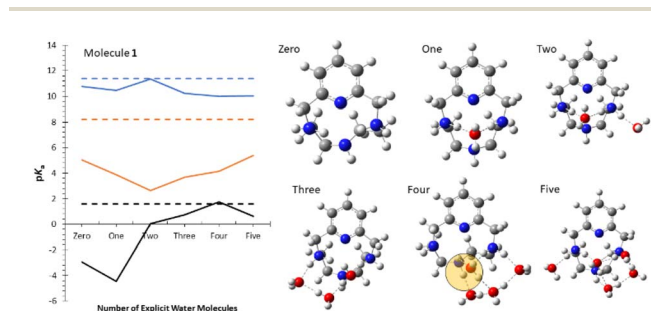 Molecule 1
14
12
10
8
6
4
2
0
-2
-4
-6
pKa
Zero One Two Three Four Five
Number of Explicit Water Molecules
Zero
One
Two
Three
Four
Five